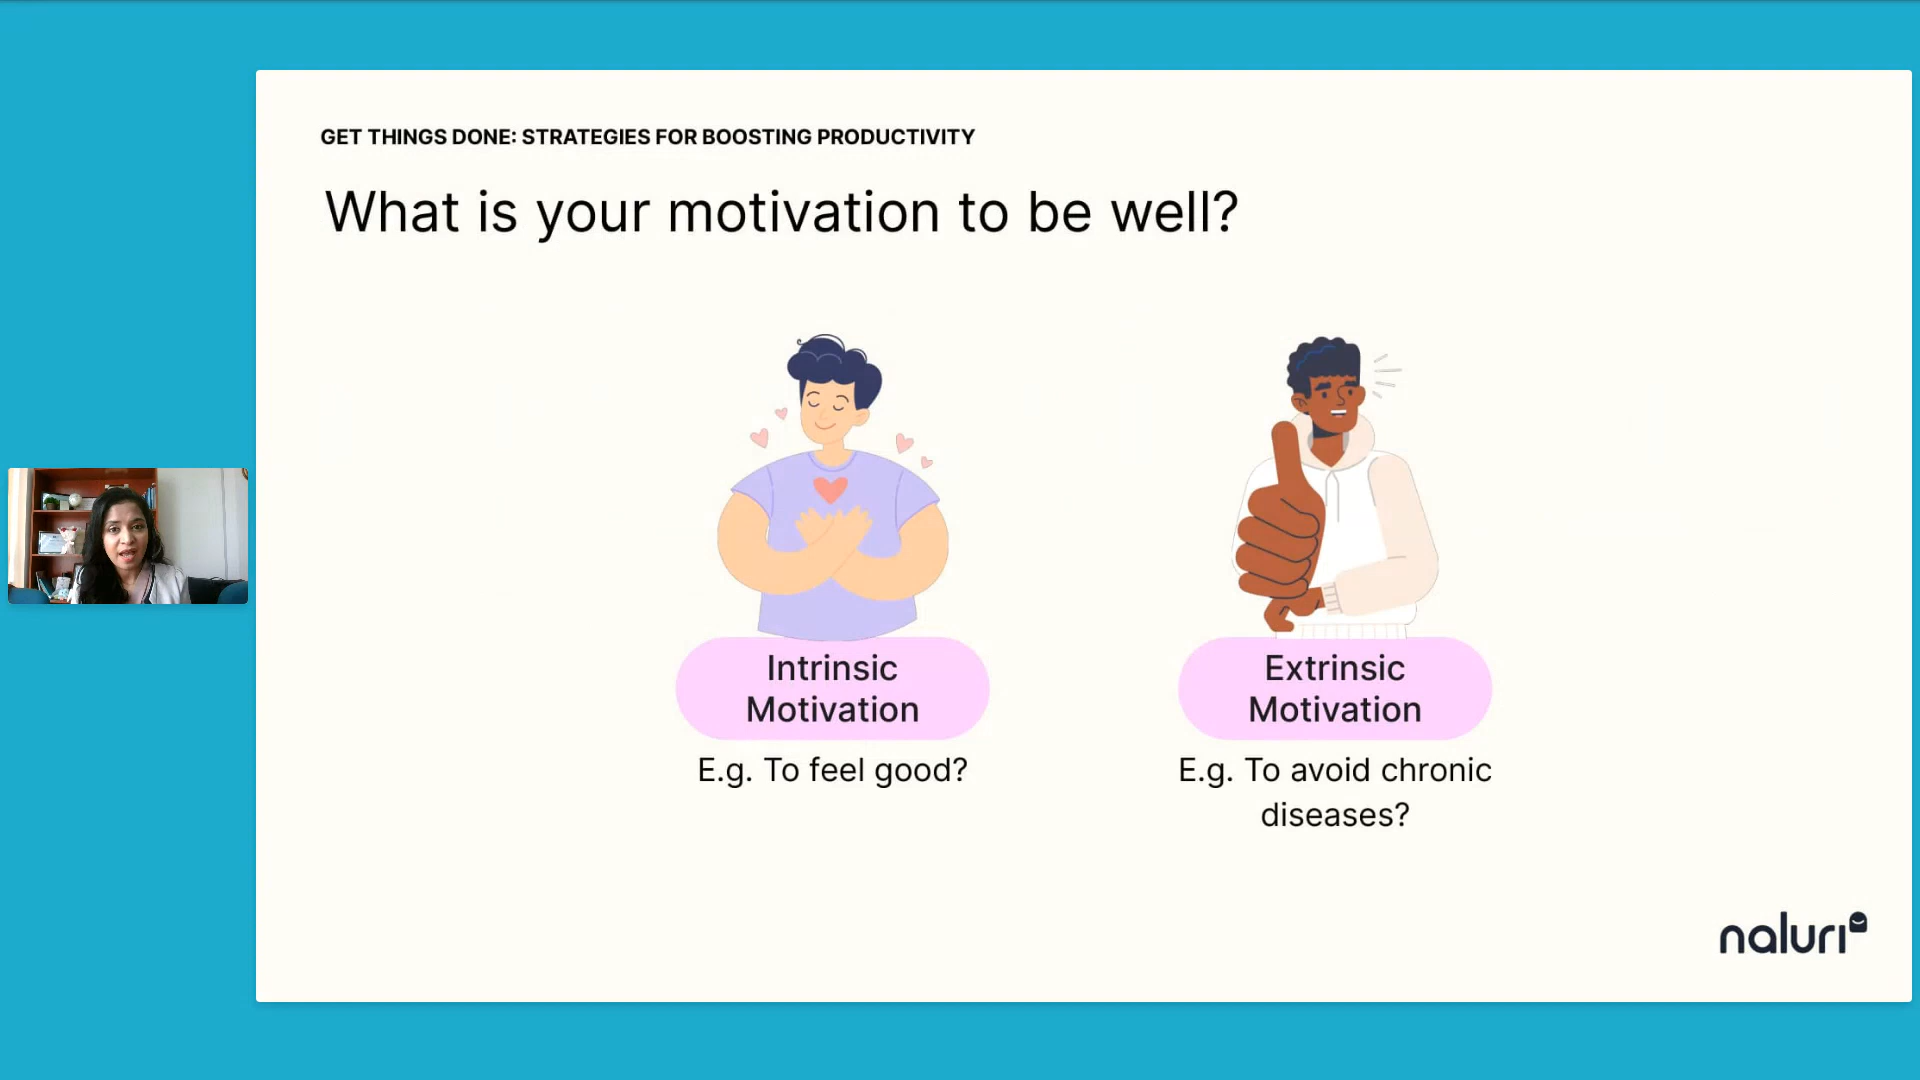 GET THINGS DONE: STRATEGIES FOR BOOSTING PRODUCTIVITY
What is your motivation to be well?
Intrinsic
Motivation
E.g. To feel good?
Extrinsic
Motivation
E.g. To avoid chronic
diseases?
naluri